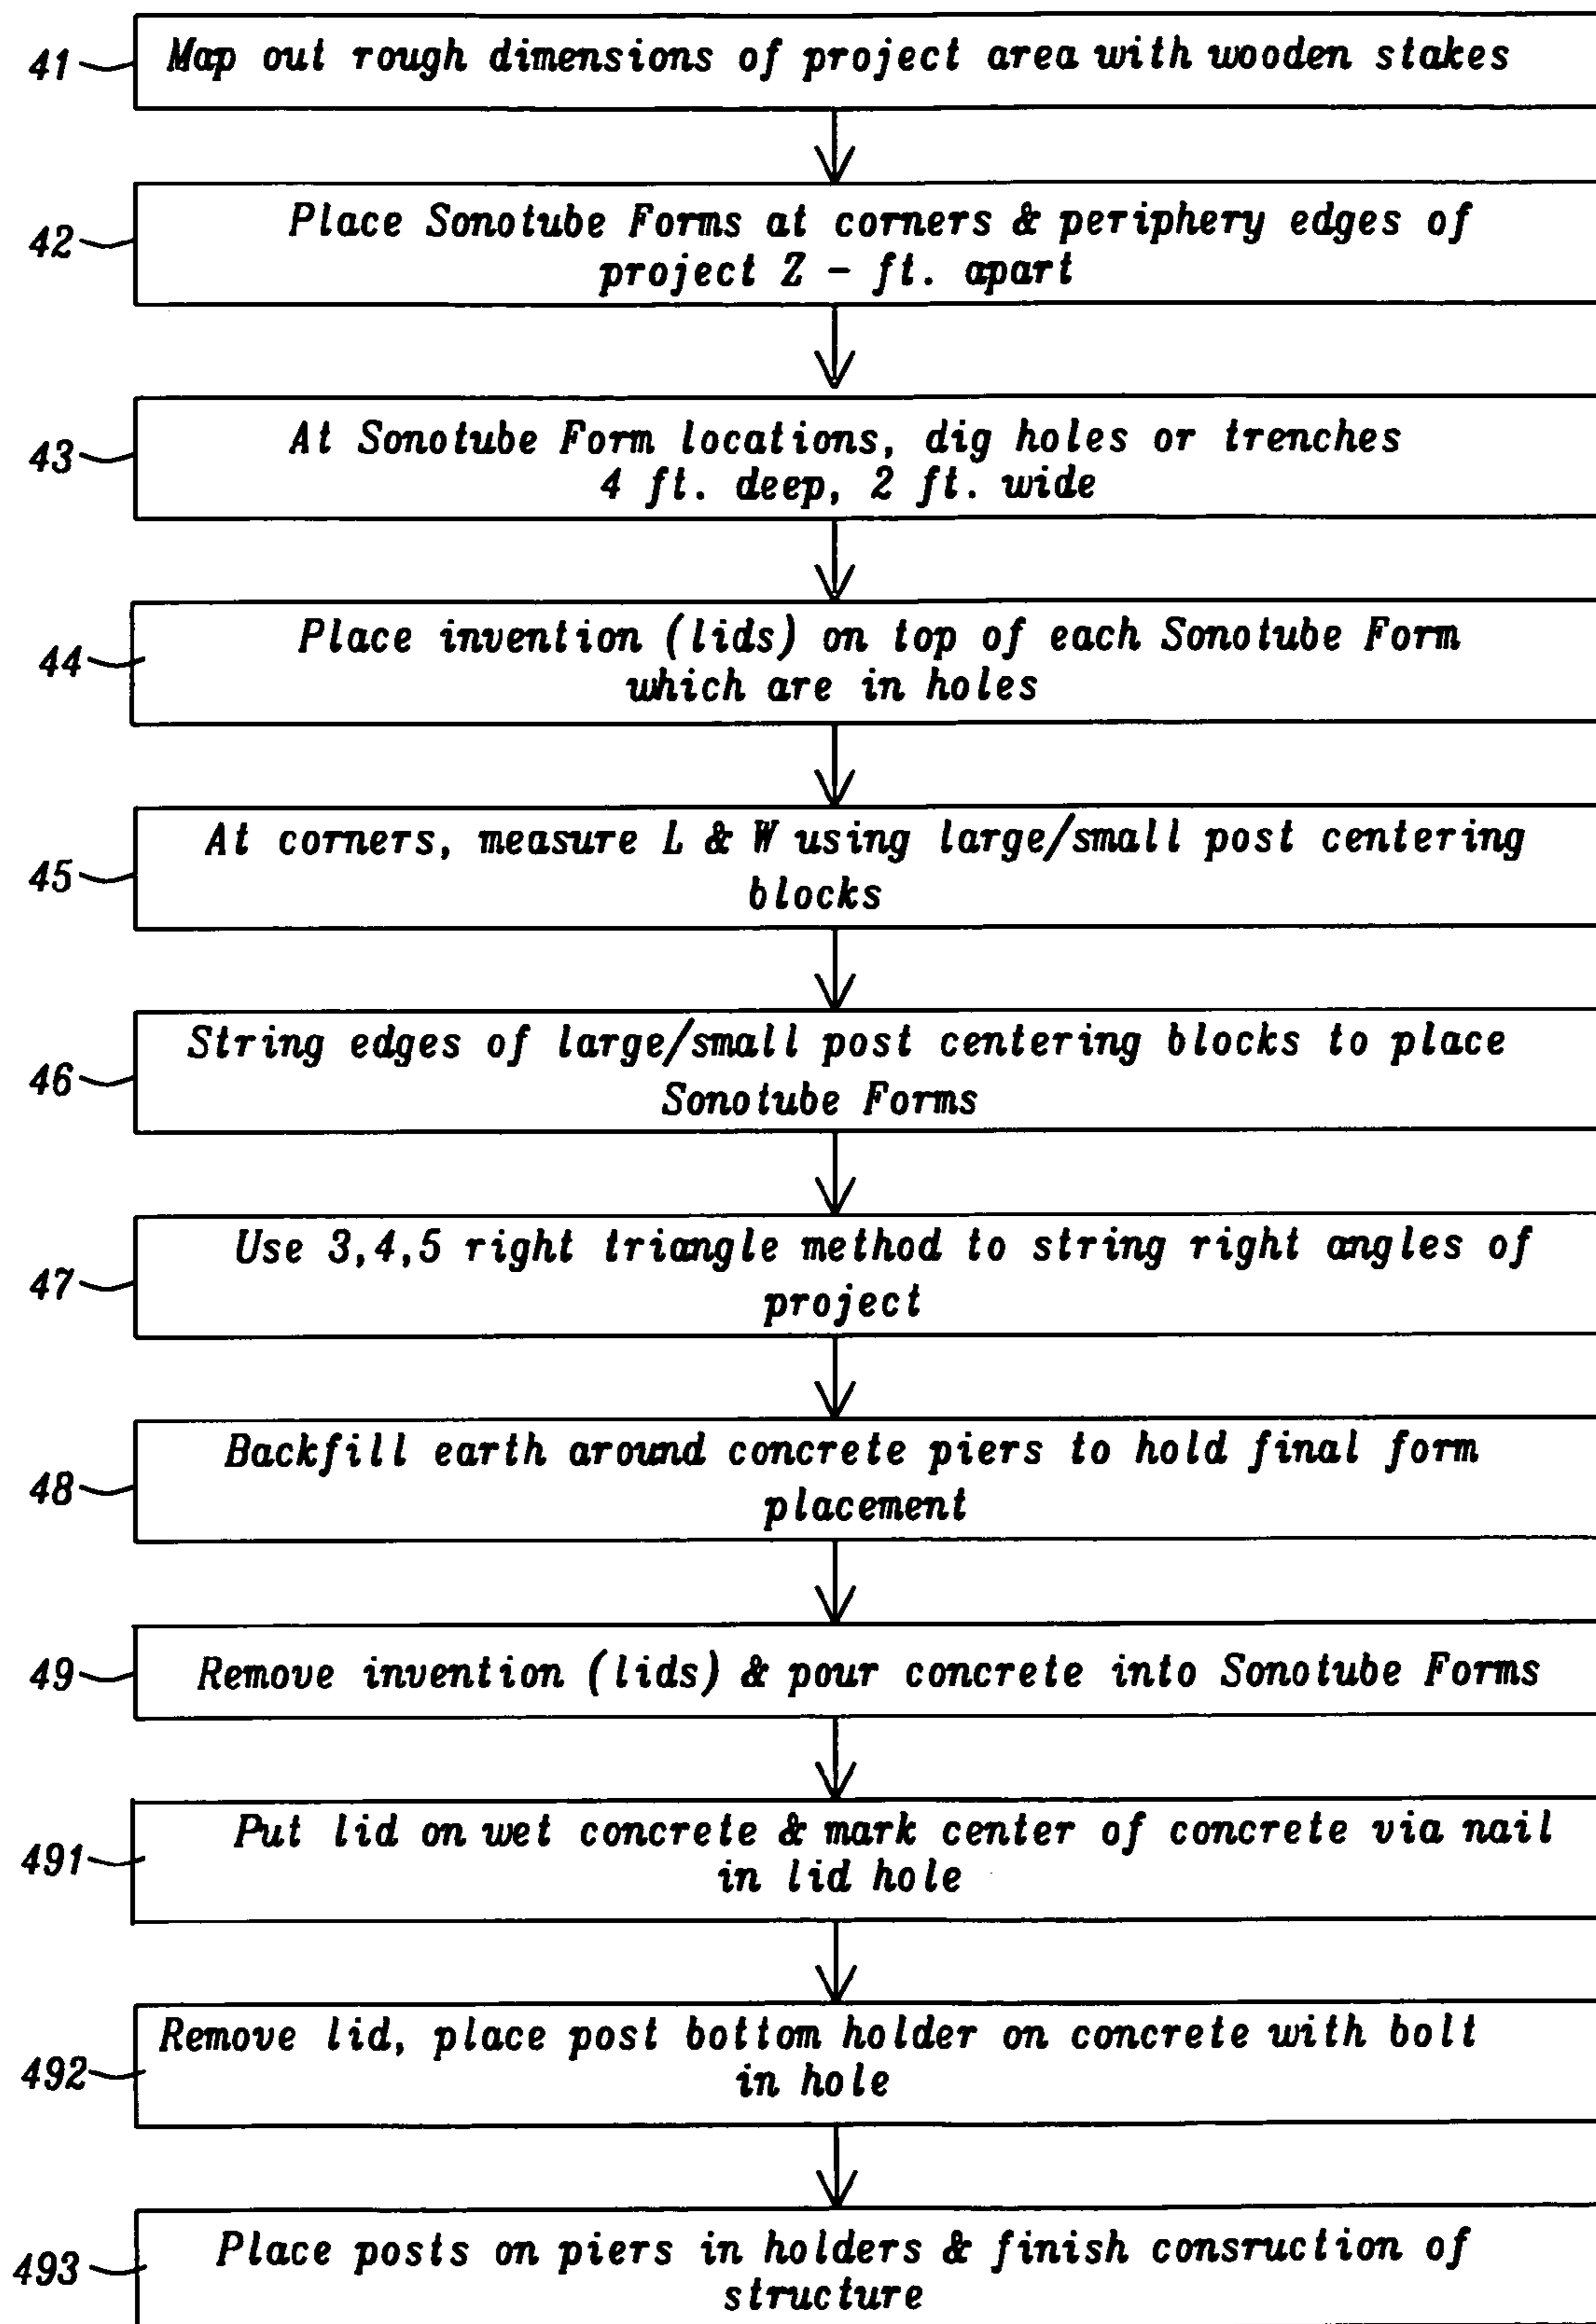 41
Map out rough dimensions of project area with wooden stakes
42
Place Sonotube Forms at corners & periphery edges of
project Z - ft. apart
43
At Sonotube Form locations, dig holes or trenches
4 ft. deep, 2 ft. wide
44
Place invention (lids) on top of each Sonotube Form
which are in holes
45
At corners, measure L & W using large/small post centering
blocks
46
String edges of large/small post centering blocks to place
Sonotube Forms
47
Use 3,4,5 right triangle method to string right angles of
project
48
Backfill earth around concrete piers to hold final form
placement
49
Remove invention (lids) & pour concrete into Sonotube Forms
491
Put lid on wet concrete & mark center of concrete via nail
in lid hole
492
Remove lid, place post bottom holder on concrete with bolt
in hole
493
Place posts on piers in holders & finish consruction of
structure